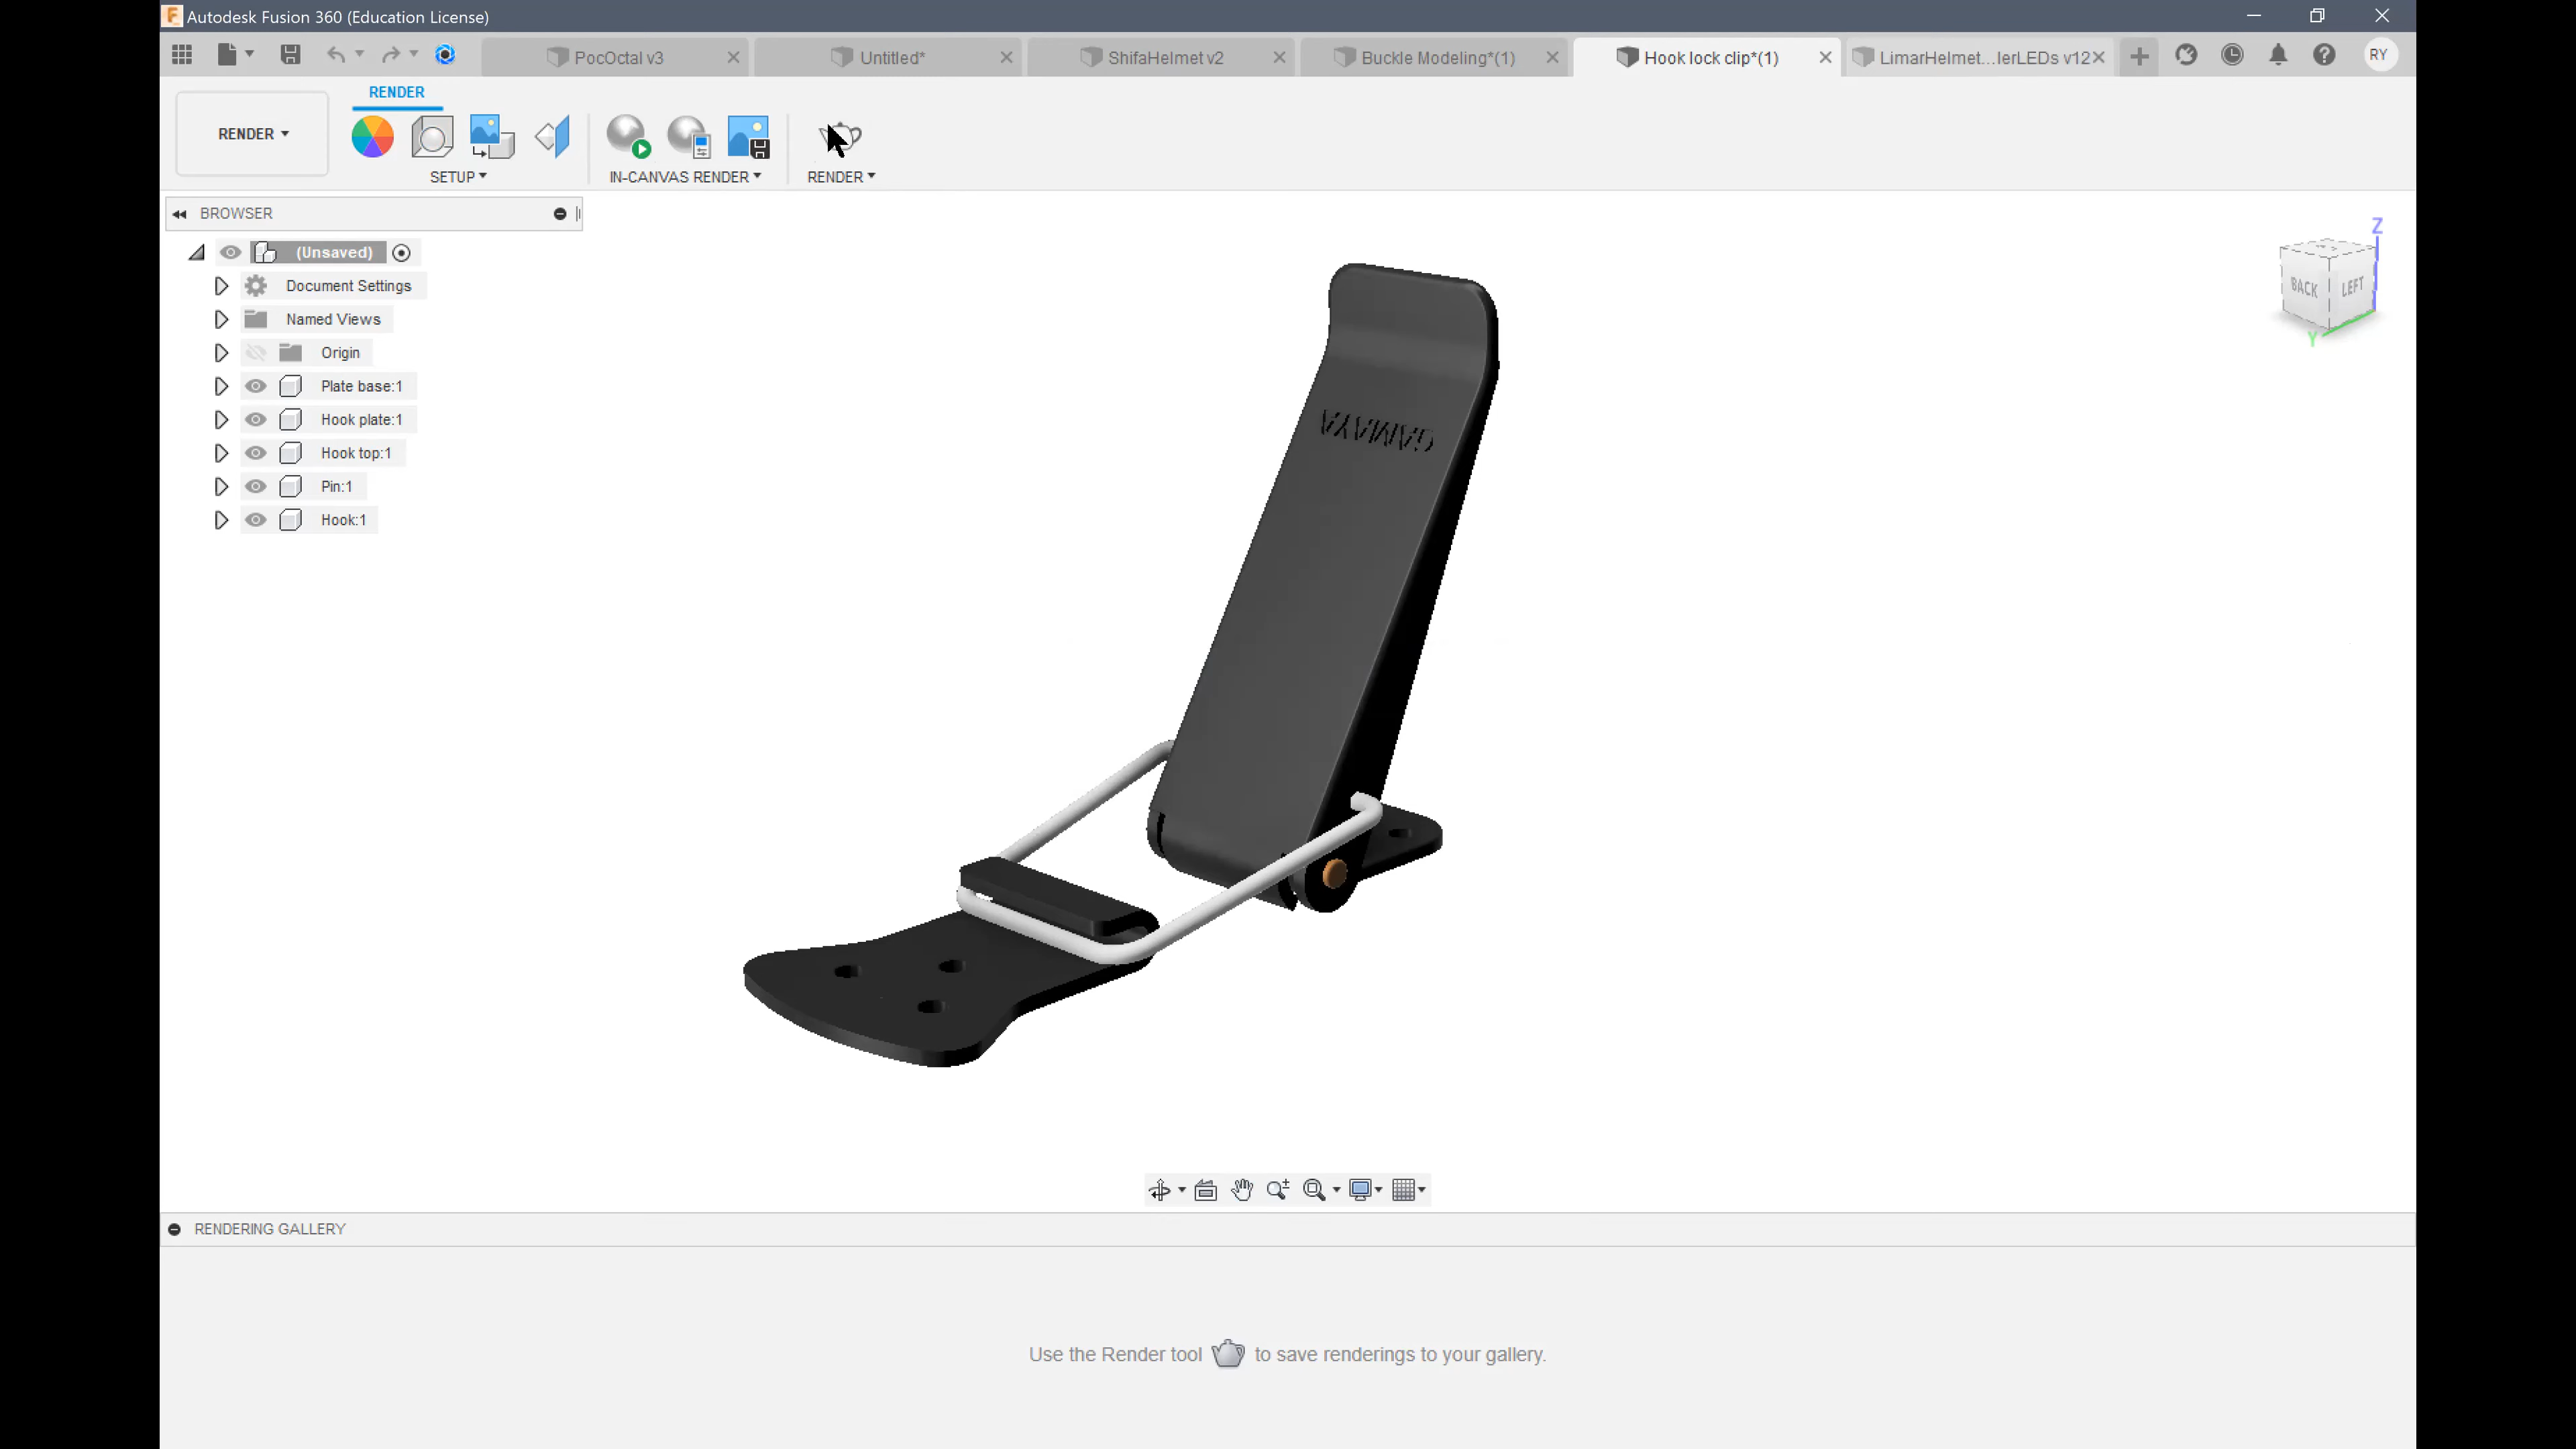 Autodesk Fusion 360 (Education License)
PocOctal v3
Untitled*
ShifaHelmet v2
Buckle Modeling*(1)
Hook lock clip*(1)
LimarHelmet...lerLEDs v12
RY
RENDER
RENDER
SETUP
IN-CANVAS RENDER
RENDER
BROWSER
(Unsaved)
Document Settings
Named Views
Origin
Plate base:1
Hook plate:1
Hook top:1
Pin:1
Hook:1
Z
BACK
LEFT
Y
GAMIAYA
RENDERING GALLERY
Use the Render tool to save renderings to your gallery.